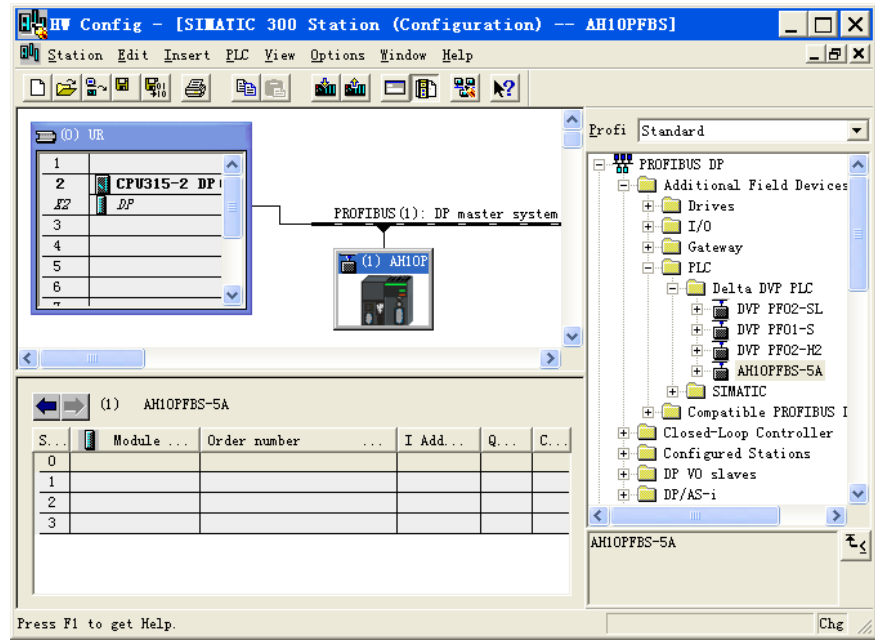 HW Config - [SIMATIC 300 Station (Configuration) -- AH10PFBS]
Station Edit Insert PLC View Options Window Help
(0) UR
1
2 CPU315-2 DP
X2 DP
3
4
5
6
7
PROFIBUS(1): DP master system
(1) AH10P
Profi Standard
PROFIBUS DP
Additional Field Devices
Drives
I/O
Gateway
PLC
Delta DVP PLC
DVP PF02-SL
DVP PF01-S
DVP PF02-H2
AH10PFBS-5A
SIMATIC
Compatible PROFIBUS
Closed-Loop Controller
Configured Stations
DP V0 slaves
DP/AS-i
(1) AH10PFBS-5A
S... Module ... Order number ... I Add... Q... C...
0
1
2
3
AH10PFBS-5A
Press F1 to get Help.
Chg